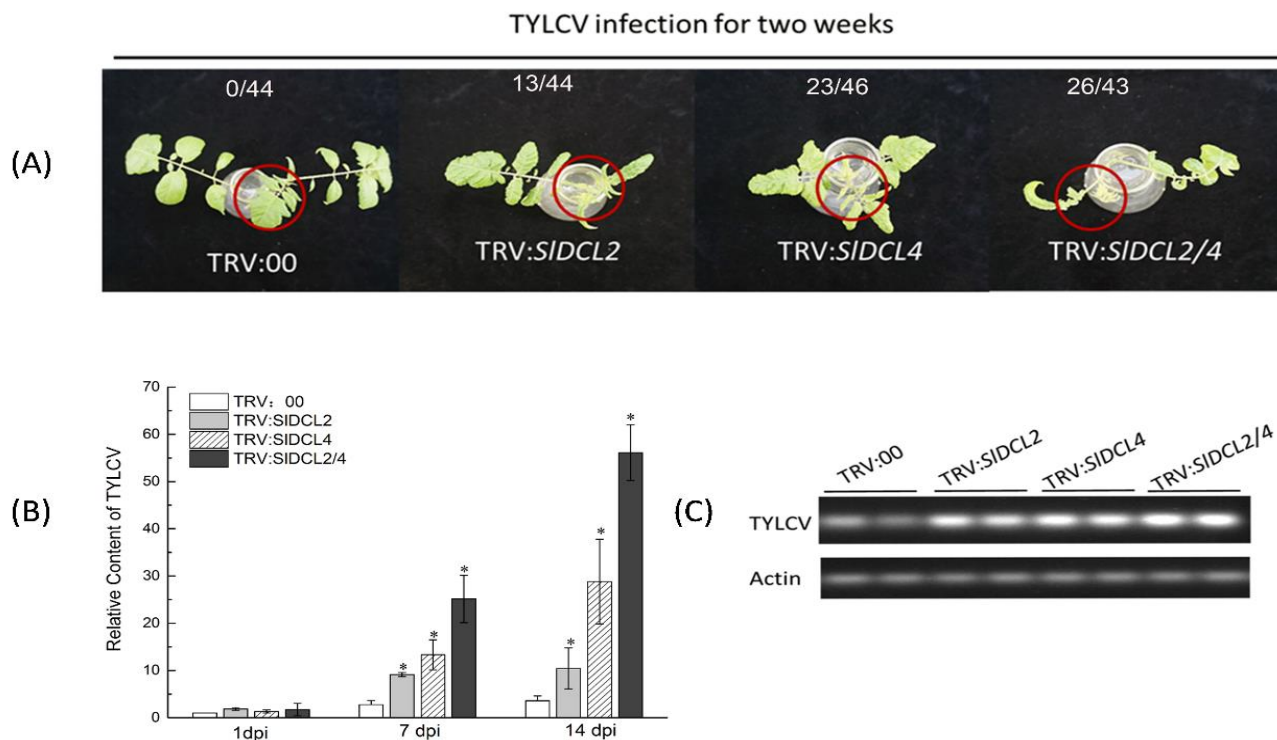 TYLCV infection for two weeks
(A)
0/44
13/44
23/46
26/43
TRV:00
TRV:SlDCL2
TRV:SlDCL4
TRV:SlDCL2/4
(B)
Relative Content of TYLCV
70
60
50
40
30
20
10
0
TRV：00
TRV:SlDCL2
TRV:SlDCL4
TRV:SlDCL2/4
*
*
*
*
*
*
1dpi
7 dpi
14 dpi
(C)
TRV:00
TRV:SlDCL2
TRV:SlDCL4
TRV:SlDCL2/4
TYLCV
Actin